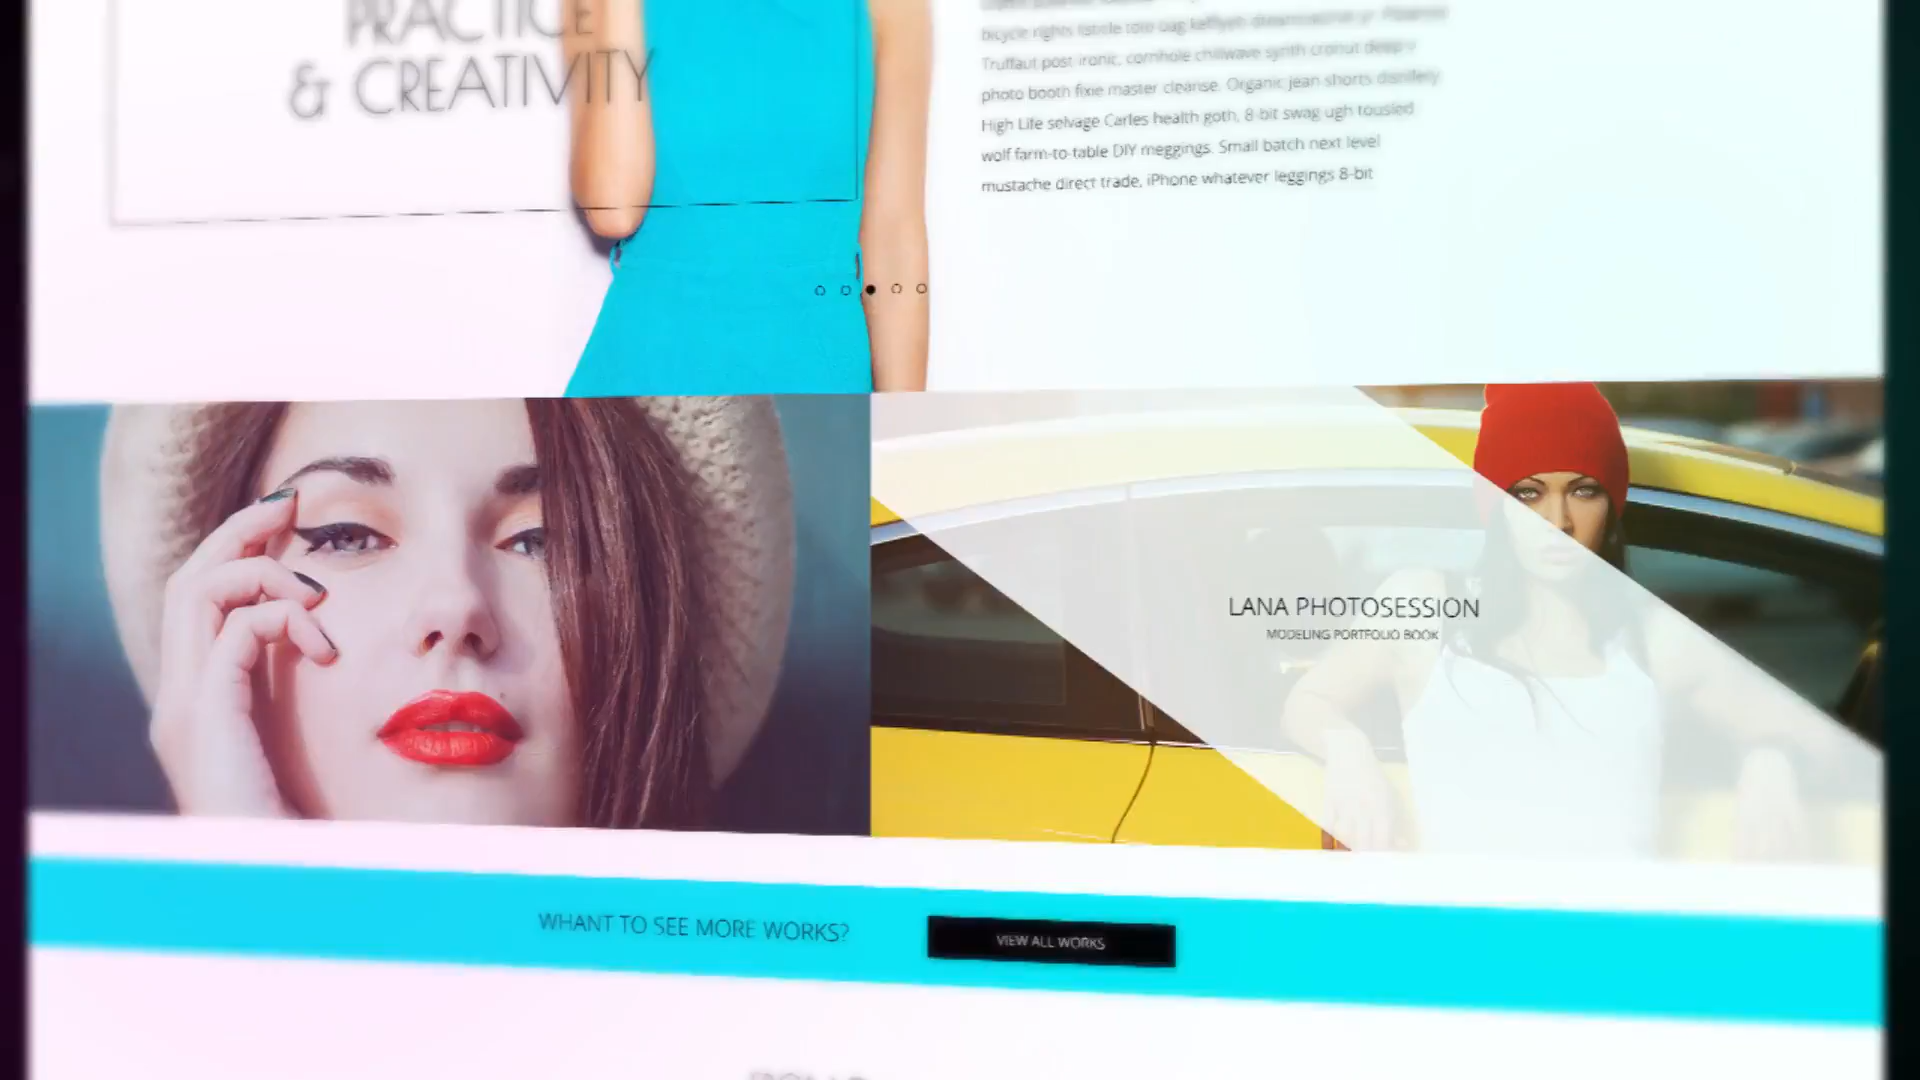 PRACTICE
& CREATIVITY
bicycle rights
Truffaut post ironic, cornhole chillwave synth cronut deep v
photo booth fixie master cleanse. Organic jean shorts distillery
High Life selvage Carles health goth, 8-bit swag ugh tousled
wolf farm-to-table DIY meggings. Small batch next level
mustache direct trade, iPhone whatever leggings 8-bit
LANA PHOTOSESSION
MODELING PORTFOLIO BOOK
WHANT TO SEE MORE WORKS?
VIEW ALL WORKS